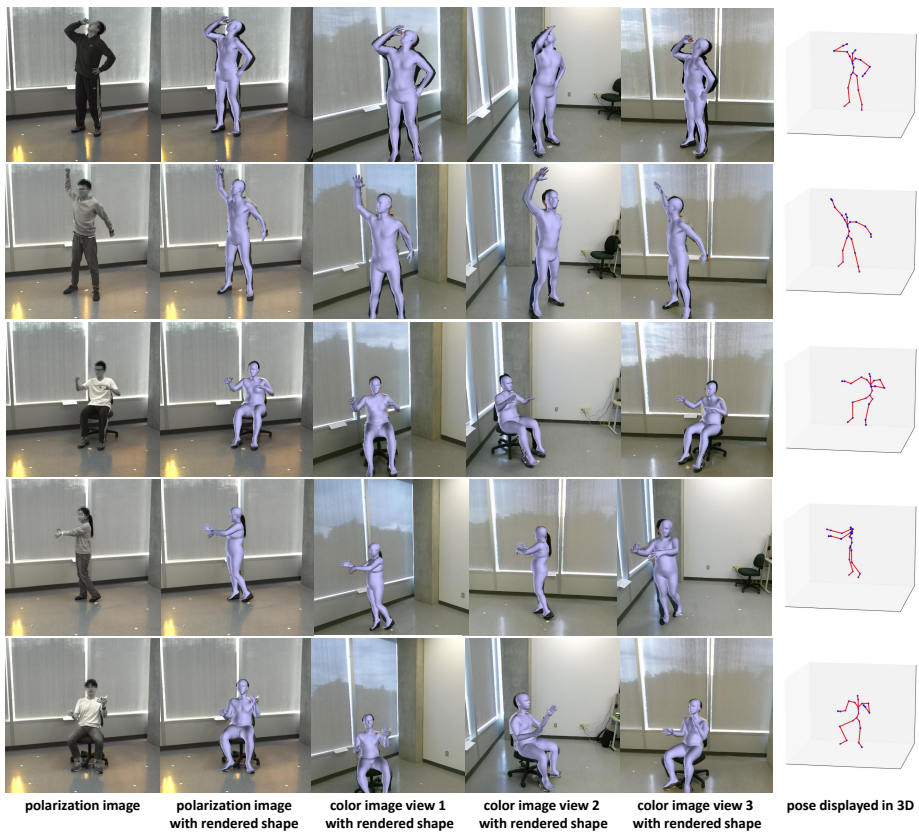 polarization image
polarization image
with rendered shape
color image view 1
with rendered shape
color image view 2
with rendered shape
color image view 3
with rendered shape
pose displayed in 3D